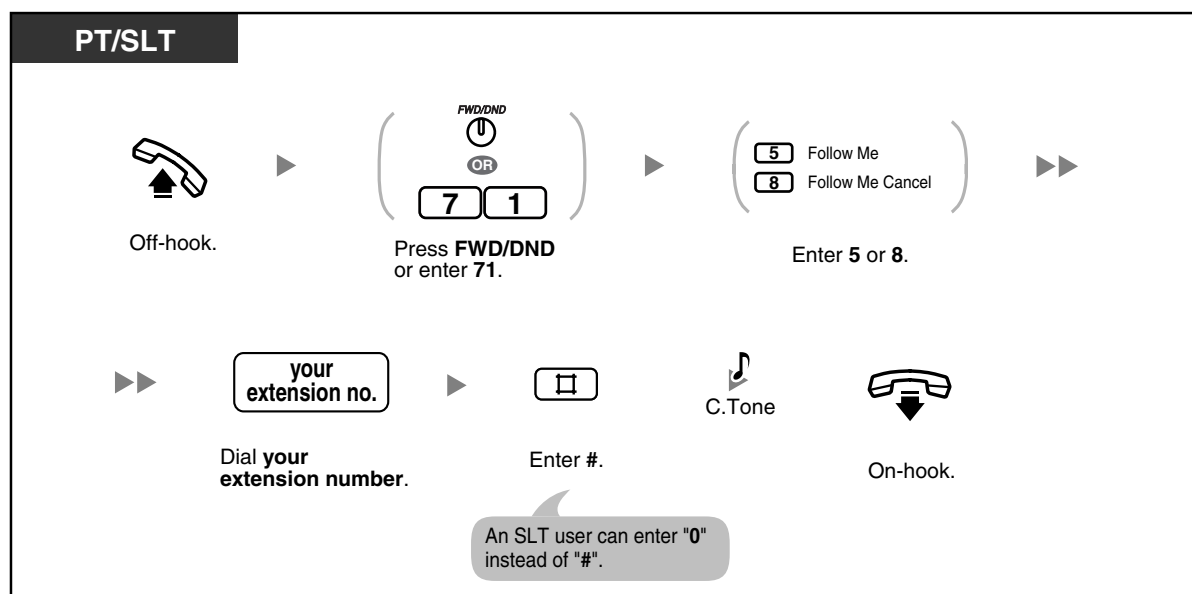 PT/SLT
FWD/DND
OR
7 1
5 Follow Me
8 Follow Me Cancel
Off-hook.
Press FWD/DND
or enter 71.
Enter 5 or 8.
your
extension no.
C.Tone
Dial your
extension number.
Enter #.
On-hook.
An SLT user can enter "0"
instead of "#".